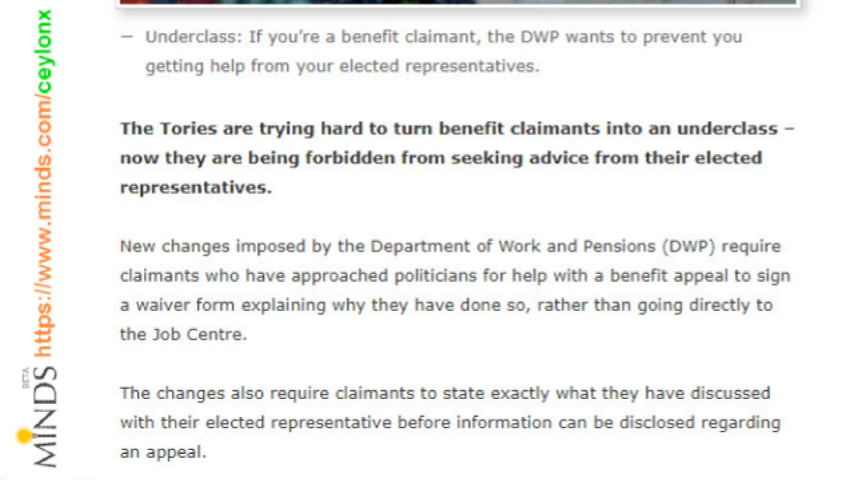 – Underclass: If you're a benefit claimant, the DWP wants to prevent you
getting help from your elected representatives.
The Tories are trying hard to turn benefit claimants into an underclass –
now they are being forbidden from seeking advice from their elected
representatives.
New changes imposed by the Department of Work and Pensions (DWP) require
claimants who have approached politicians for help with a benefit appeal to sign
a waiver form explaining why they have done so, rather than going directly to
the Job Centre.
The changes also require claimants to state exactly what they have discussed
with their elected representative before information can be disclosed regarding
an appeal.
MINDS BETA https://www.minds.com/ceylonx